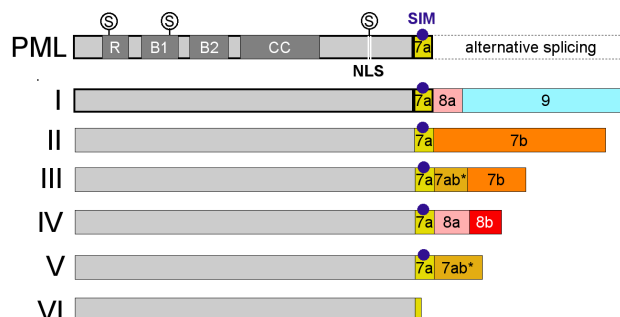 S S S SIM
PML R B1 B2 CC 7a alternative splicing
NLS
I 7a 8a 9
II 7a 7b
III 7a 7ab* 7b
IV 7a 8a 8b
V 7a 7ab*
VI